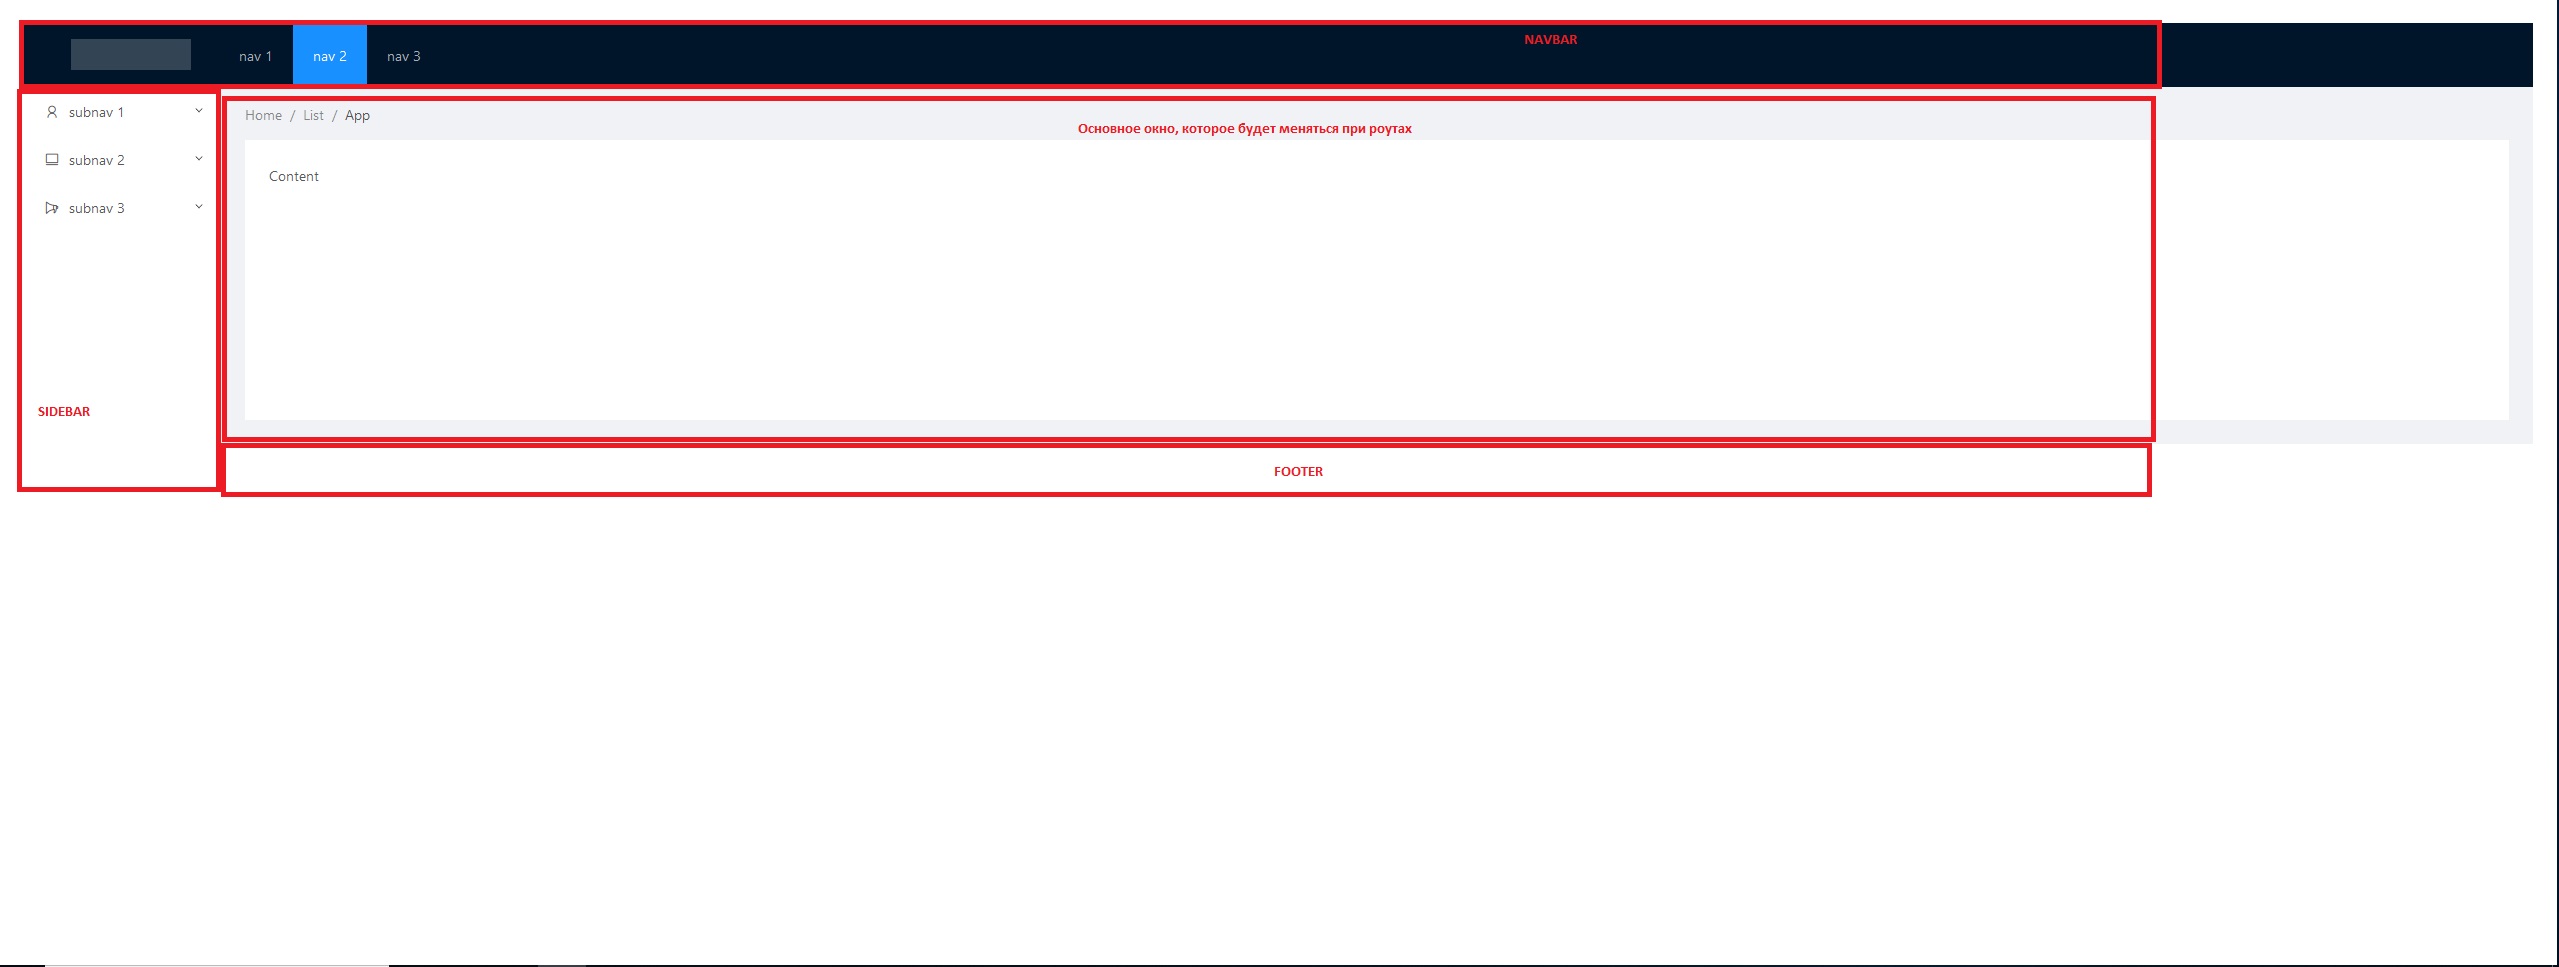 NAVBAR
nav 1
nav 2
nav 3
subnav 1
subnav 2
subnav 3
SIDEBAR
Home / List / App
Основное окно, которое будет меняться при роутах
Content
FOOTER